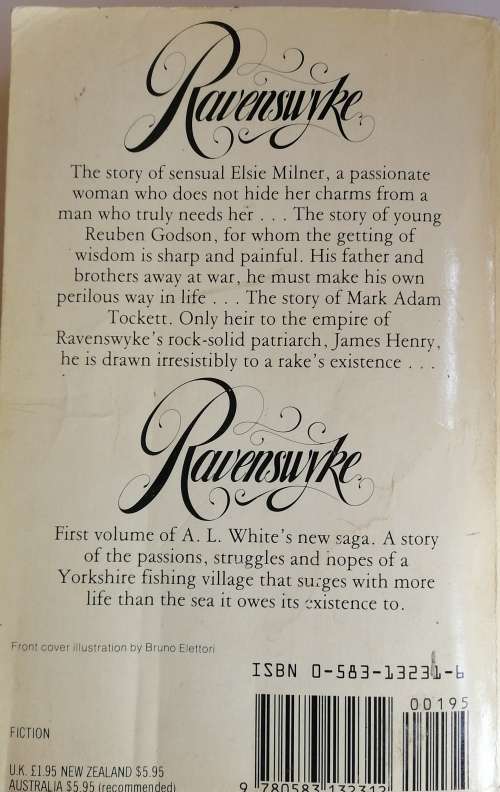 Ravenswyke
The story of sensual Elsie Milner, a passionate
woman who does not hide her charms from a
man who truly needs her . . . The story of young
Reuben Godson, for whom the getting of
wisdom is sharp and painful. His father and
brothers away at war, he must make his own
perilous way in life . . . The story of Mark Adam
Tockett. Only heir to the empire of
Ravenswyke's rock-solid patriarch, James Henry,
he is drawn irresistibly to a rake's existence . . .
Ravenswyke
First volume of A. L. White's new saga. A story
of the passions, struggles and hopes of a
Yorkshire fishing village that surges with more
life than the sea it owes its existence to.
Front cover illustration by Bruno Elettori
ISBN 0-583-13231-6
00195
FICTION
U.K. £1.95 NEW ZEALAND $5.95
AUSTRALIA $5.95 (recommended)
9 780583 132312